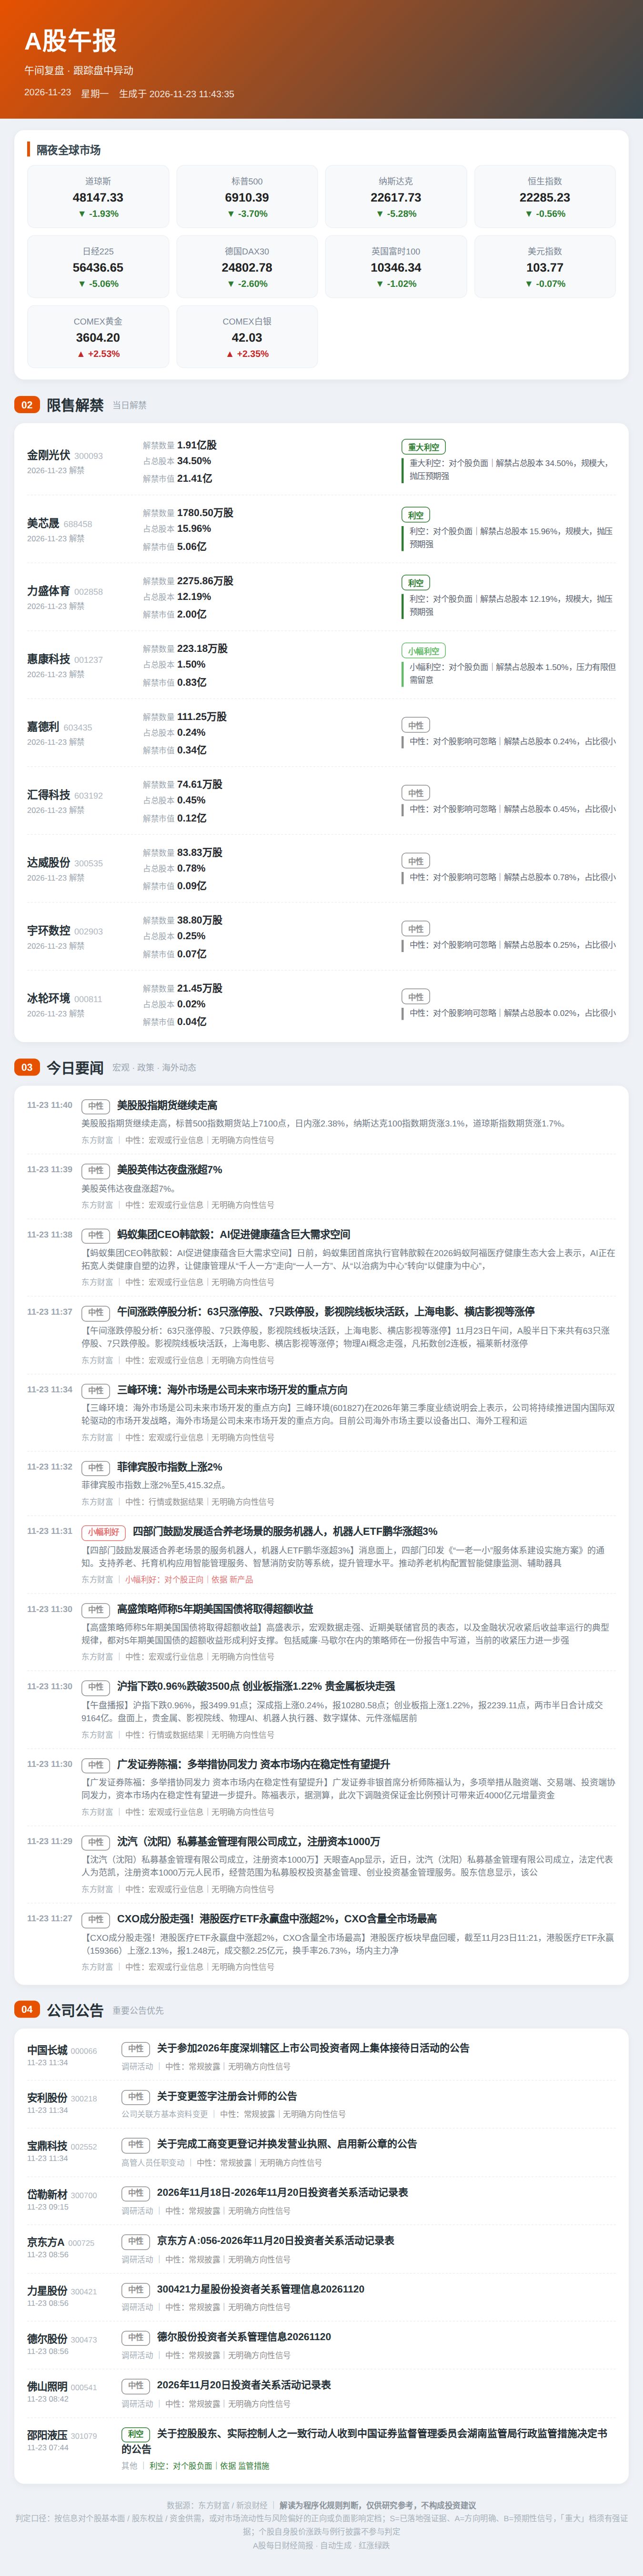 A股午报
午间复盘 · 跟踪盘中异动
2026-11-23 星期一 生成于 2026-11-23 11:43:35
隔夜全球市场
道琼斯
48147.33
▼ -1.93%
标普500
6910.39
▼ -3.70%
纳斯达克
22617.73
▼ -5.28%
恒生指数
22285.23
▼ -0.56%
日经225
56436.65
▼ -5.06%
德国DAX30
24802.78
▼ -2.60%
英国富时100
10346.34
▼ -1.02%
美元指数
103.77
▼ -0.07%
COMEX黄金
3604.20
▲ +2.53%
COMEX白银
42.03
▲ +2.35%
02 限售解禁 当日解禁
金刚光伏 300093
2026-11-23 解禁
解禁数量 1.91亿股
占总股本 34.50%
解禁市值 21.41亿
重大利空
重大利空：对个股负面｜解禁占总股本 34.50%，规模大，
抛压预期强
美芯晟 688458
2026-11-23 解禁
解禁数量 1780.50万股
占总股本 15.96%
解禁市值 5.06亿
利空
利空：对个股负面｜解禁占总股本 15.96%，规模大，抛压
预期强
力盛体育 002858
2026-11-23 解禁
解禁数量 2275.86万股
占总股本 12.19%
解禁市值 2.00亿
利空
利空：对个股负面｜解禁占总股本 12.19%，规模大，抛压
预期强
惠康科技 001237
2026-11-23 解禁
解禁数量 223.18万股
占总股本 1.50%
解禁市值 0.83亿
小幅利空
小幅利空：对个股负面｜解禁占总股本 1.50%，压力有限但
需留意
嘉德利 603435
2026-11-23 解禁
解禁数量 111.25万股
占总股本 0.24%
解禁市值 0.34亿
中性
中性：对个股影响可忽略｜解禁占总股本 0.24%，占比很小
汇得科技 603192
2026-11-23 解禁
解禁数量 74.61万股
占总股本 0.45%
解禁市值 0.12亿
中性
中性：对个股影响可忽略｜解禁占总股本 0.45%，占比很小
达威股份 300535
2026-11-23 解禁
解禁数量 83.83万股
占总股本 0.78%
解禁市值 0.09亿
中性
中性：对个股影响可忽略｜解禁占总股本 0.78%，占比很小
宇环数控 002903
2026-11-23 解禁
解禁数量 38.80万股
占总股本 0.25%
解禁市值 0.07亿
中性
中性：对个股影响可忽略｜解禁占总股本 0.25%，占比很小
冰轮环境 000811
2026-11-23 解禁
解禁数量 21.45万股
占总股本 0.02%
解禁市值 0.04亿
中性
中性：对个股影响可忽略｜解禁占总股本 0.02%，占比很小
03 今日要闻 宏观 · 政策 · 海外动态
11-23 11:40 中性 美股股指期货继续走高
美股股指期货继续走高，标普500指数期货站上7100点，日内涨2.38%，纳斯达克100指数期货涨3.1%，道琼斯指数期货涨1.7%。
东方财富 ｜ 中性：宏观或行业信息｜无明确方向性信号
11-23 11:39 中性 美股英伟达夜盘涨超7%
美股英伟达夜盘涨超7%。
东方财富 ｜ 中性：宏观或行业信息｜无明确方向性信号
11-23 11:38 中性 蚂蚁集团CEO韩歆毅：AI促进健康蕴含巨大需求空间
【蚂蚁集团CEO韩歆毅：AI促进健康蕴含巨大需求空间】日前，蚂蚁集团首席执行官韩歆毅在2026蚂蚁阿福医疗健康生态大会上表示，AI正在
拓宽人类健康自塑的边界，让健康管理从“千人一方”走向“一人一方”、从“以治病为中心”转向“以健康为中心”，
东方财富 ｜ 中性：宏观或行业信息｜无明确方向性信号
11-23 11:37 中性 午间涨跌停股分析：63只涨停股、7只跌停股，影视院线板块活跃，上海电影、横店影视等涨停
【午间涨跌停股分析：63只涨停股、7只跌停股，影视院线板块活跃，上海电影、横店影视等涨停】11月23日午间，A股半日下来共有63只涨
停股、7只跌停股。影视院线板块活跃，上海电影、横店影视等涨停；物理AI概念走强，凡拓数创2连板，福莱新材涨停
东方财富 ｜ 中性：宏观或行业信息｜无明确方向性信号
11-23 11:34 中性 三峰环境：海外市场是公司未来市场开发的重点方向
【三峰环境：海外市场是公司未来市场开发的重点方向】三峰环境(601827)在2026年第三季度业绩说明会上表示，公司将持续推进国内国际双
轮驱动的市场开发战略，海外市场是公司未来市场开发的重点方向。目前公司海外市场主要以设备出口、海外工程和运
东方财富 ｜ 中性：宏观或行业信息｜无明确方向性信号
11-23 11:32 中性 菲律宾股市指数上涨2%
菲律宾股市指数上涨2%至5,415.32点。
东方财富 ｜ 中性：行情或数据结果｜无明确方向性信号
11-23 11:31 小幅利好 四部门鼓励发展适合养老场景的服务机器人，机器人ETF鹏华涨超3%
【四部门鼓励发展适合养老场景的服务机器人，机器人ETF鹏华涨超3%】消息面上，四部门印发《“一老一小”服务体系建设实施方案》的通
知。支持养老、托育机构应用智能管理服务、智慧消防安防等系统，提升管理水平。推动养老机构配置智能健康监测、辅助器具
东方财富 ｜ 小幅利好：对个股正向｜依据 新产品
11-23 11:30 中性 高盛策略师称5年期美国国债将取得超额收益
【高盛策略师称5年期美国国债将取得超额收益】高盛表示，宏观数据走强、近期美联储官员的表态，以及金融状况收紧后收益率运行的典型
规律，都对5年期美国国债的超额收益形成利好支撑。包括威廉·马歇尔在内的策略师在一份报告中写道，当前的收紧压力进一步强
东方财富 ｜ 中性：宏观或行业信息｜无明确方向性信号
11-23 11:30 中性 沪指下跌0.96%跌破3500点 创业板指涨1.22% 贵金属板块走强
【午盘播报】沪指下跌0.96%，报3499.91点；深成指上涨0.24%，报10280.58点；创业板指上涨1.22%，报2239.11点，两市半日合计成交
9164亿。盘面上，贵金属、影视院线、物理AI、机器人执行器、数字媒体、元件涨幅居前
东方财富 ｜ 中性：行情或数据结果｜无明确方向性信号
11-23 11:30 中性 广发证券陈福：多举措协同发力 资本市场内在稳定性有望提升
【广发证券陈福：多举措协同发力 资本市场内在稳定性有望提升】广发证券非银首席分析师陈福认为，多项举措从融资端、交易端、投资端协
同发力，资本市场内在稳定性有望进一步提升。陈福表示，据测算，此次下调融资保证金比例预计可带来近4000亿元增量资金
东方财富 ｜ 中性：宏观或行业信息｜无明确方向性信号
11-23 11:29 中性 沈汽（沈阳）私募基金管理有限公司成立，注册资本1000万
【沈汽（沈阳）私募基金管理有限公司成立，注册资本1000万】天眼查App显示，近日，沈汽（沈阳）私募基金管理有限公司成立，法定代表
人为范凯，注册资本1000万元人民币，经营范围为私募股权投资基金管理、创业投资基金管理服务。股东信息显示，该公
东方财富 ｜ 中性：宏观或行业信息｜无明确方向性信号
11-23 11:27 中性 CXO成分股走强！港股医疗ETF永赢盘中涨超2%，CXO含量全市场最高
【CXO成分股走强！港股医疗ETF永赢盘中涨超2%，CXO含量全市场最高】港股医疗板块早盘回暖，截至11月23日11:21，港股医疗ETF永赢
（159366）上涨2.13%，报1.248元，成交额2.25亿元，换手率26.73%，场内主力净
东方财富 ｜ 中性：宏观或行业信息｜无明确方向性信号
04 公司公告 重要公告优先
中国长城 000066
11-23 11:34
中性 关于参加2026年度深圳辖区上市公司投资者网上集体接待日活动的公告
调研活动 ｜ 中性：常规披露｜无明确方向性信号
安利股份 300218
11-23 11:34
中性 关于变更签字注册会计师的公告
公司关联方基本资料变更 ｜ 中性：常规披露｜无明确方向性信号
宝鼎科技 002552
11-23 11:34
中性 关于完成工商变更登记并换发营业执照、启用新公章的公告
高管人员任职变动 ｜ 中性：常规披露｜无明确方向性信号
岱勒新材 300700
11-23 09:15
中性 2026年11月18日-2026年11月20日投资者关系活动记录表
调研活动 ｜ 中性：常规披露｜无明确方向性信号
京东方A 000725
11-23 08:56
中性 京东方Ａ:056-2026年11月20日投资者关系活动记录表
调研活动 ｜ 中性：常规披露｜无明确方向性信号
力星股份 300421
11-23 08:56
中性 300421力星股份投资者关系管理信息20261120
调研活动 ｜ 中性：常规披露｜无明确方向性信号
德尔股份 300473
11-23 08:56
中性 德尔股份投资者关系管理信息20261120
调研活动 ｜ 中性：常规披露｜无明确方向性信号
佛山照明 000541
11-23 08:42
中性 2026年11月20日投资者关系活动记录表
调研活动 ｜ 中性：常规披露｜无明确方向性信号
邵阳液压 301079
11-23 07:44
利空 关于控股股东、实际控制人之一致行动人收到中国证券监督管理委员会湖南监管局行政监管措施决定书
的公告
其他 ｜ 利空：对个股负面｜依据 监管措施
数据源：东方财富 / 新浪财经 ｜ 解读为程序化规则判断，仅供研究参考，不构成投资建议
判定口径：按信息对个股基本面 / 股东权益 / 资金供需，或对市场流动性与风险偏好的正向或负面影响定档；S=已落地强证据、A=方向明确、B=预期性信号，「重大」档须有强证
据；个股自身股价涨跌与例行披露不参与判定
A股每日财经简报 · 自动生成 · 红涨绿跌